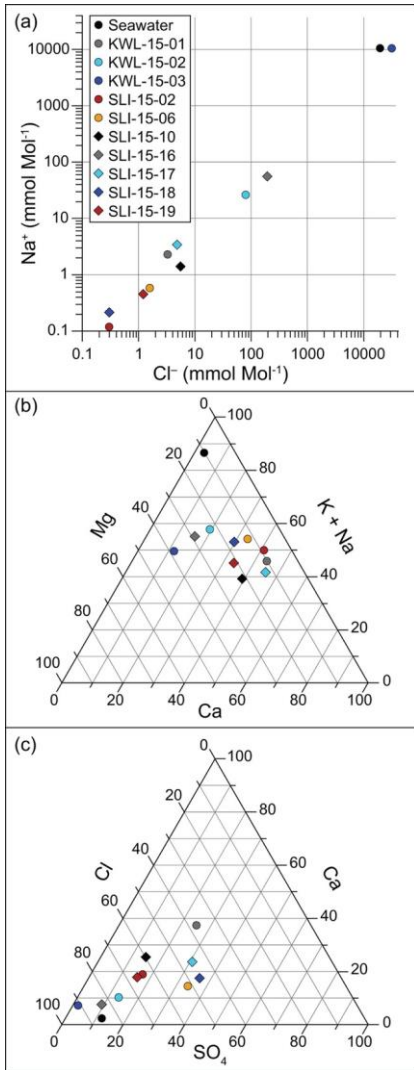 (a)
Seawater
KWL-15-01
KWL-15-02
KWL-15-03
SLI-15-02
SLI-15-06
SLI-15-10
SLI-15-16
SLI-15-17
SLI-15-18
SLI-15-19
10000
1000
100
10
1
0.1
Na⁺ (mmol Mol⁻¹)
0.1 1 10 100 1000 10000
Cl⁻ (mmol Mol⁻¹)
(b)
0 100
20 80
40 60
60 40
80 20
100 0
Mg
K + Na
0 20 40 60 80 100
Ca
(c)
0 100
20 80
40 60
60 40
80 20
100 0
Cl
Ca
0 20 40 60 80 100
SO₄